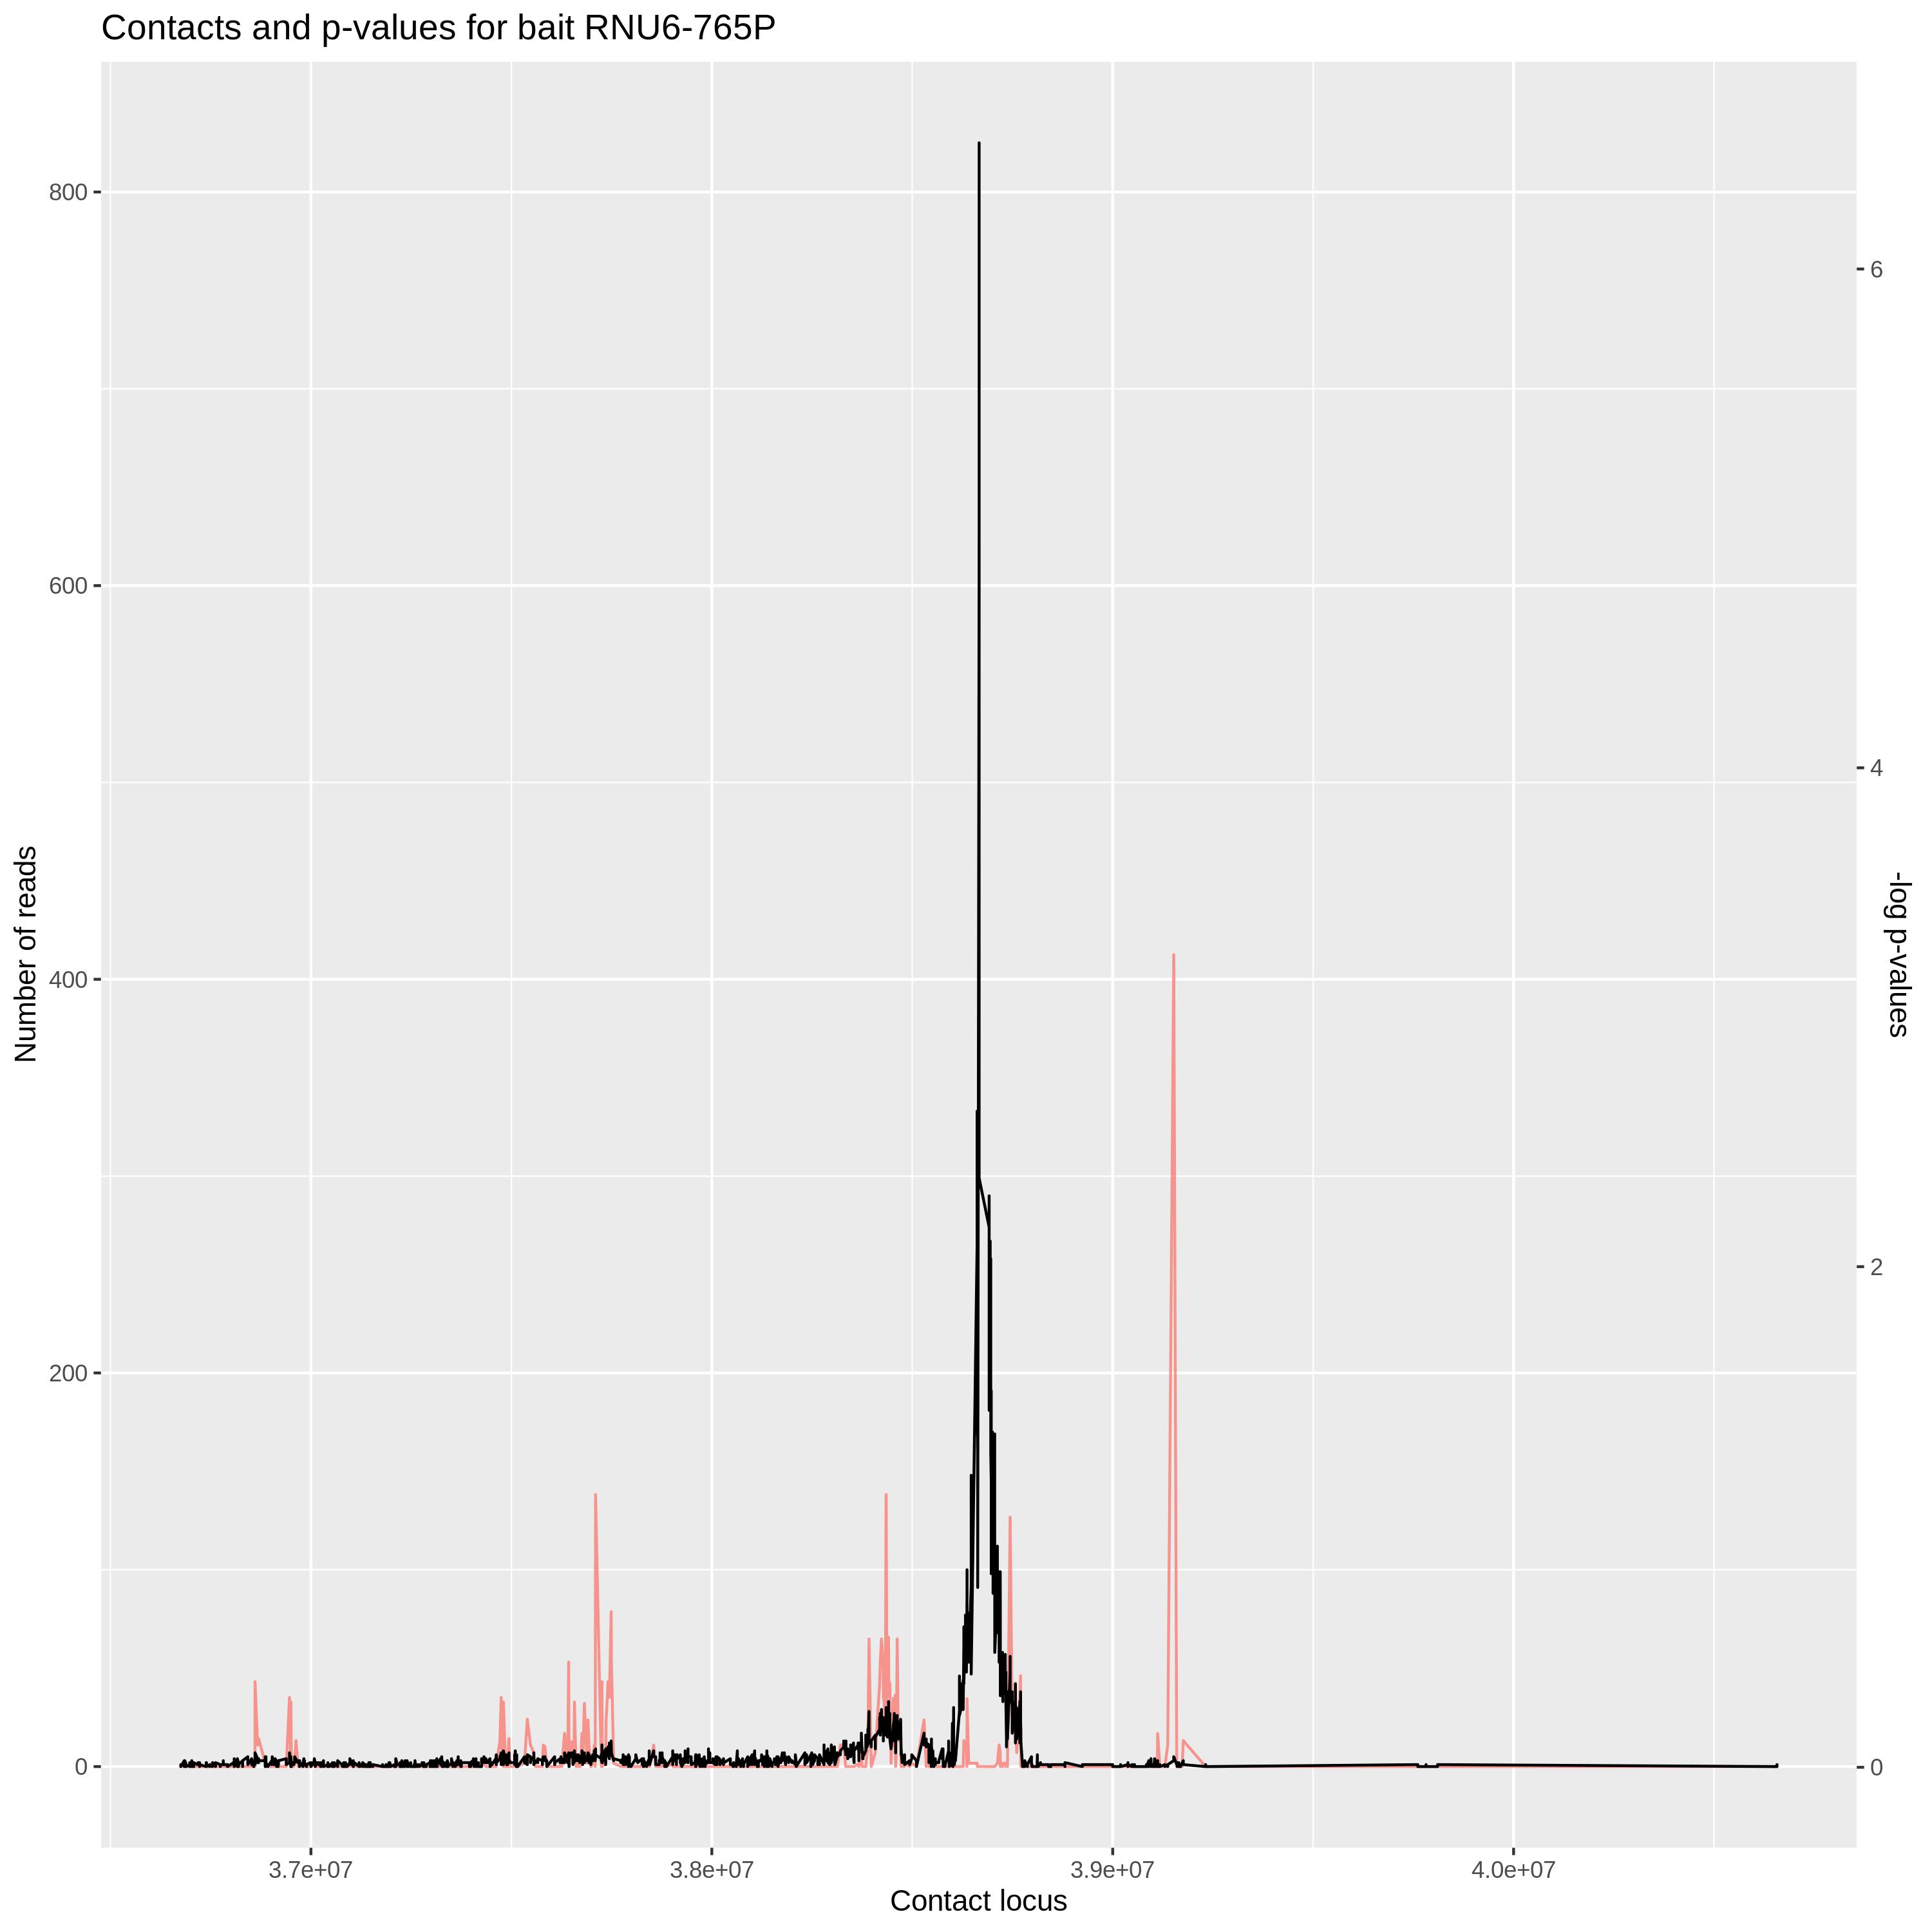 Contacts and p-values for bait RNU6-765P
800
600
400
200
0
Number of reads
6
4
2
0
-log p-values
3.7e+07
3.8e+07
3.9e+07
4.0e+07
Contact locus